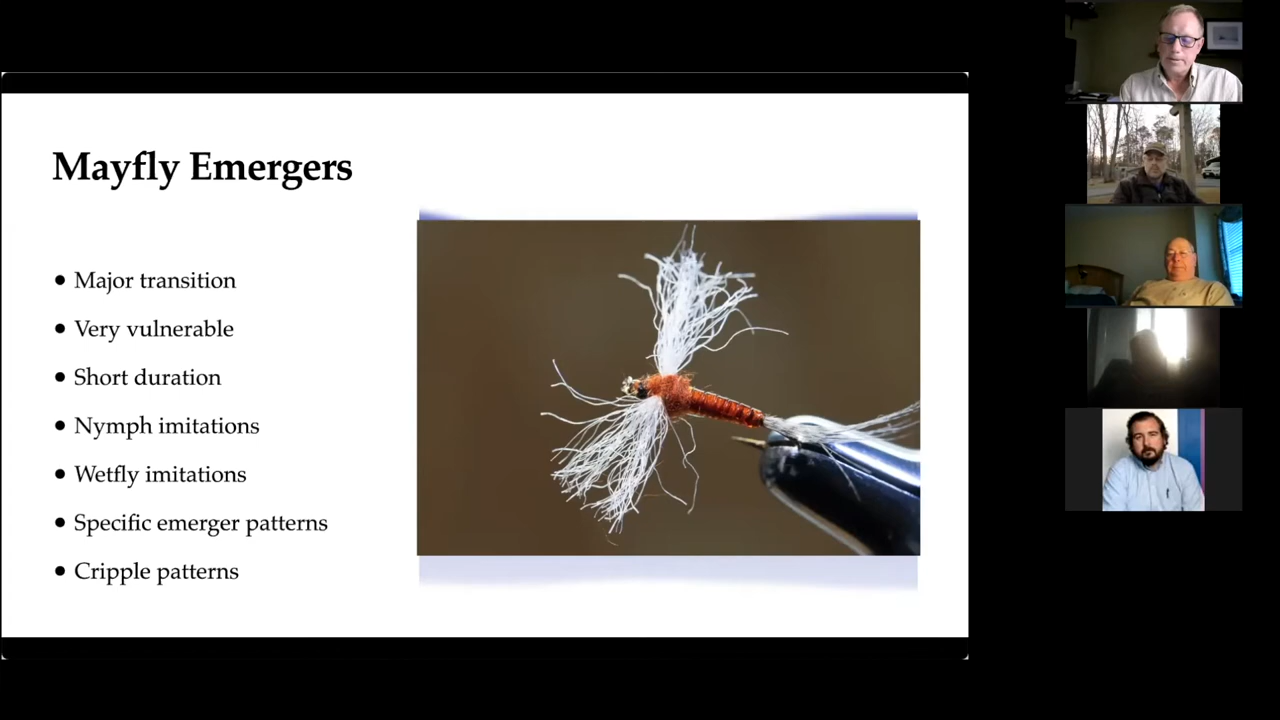 Mayfly Emergers
• Major transition
• Very vulnerable
• Short duration
• Nymph imitations
• Wetfly imitations
• Specific emerger patterns
• Cripple patterns